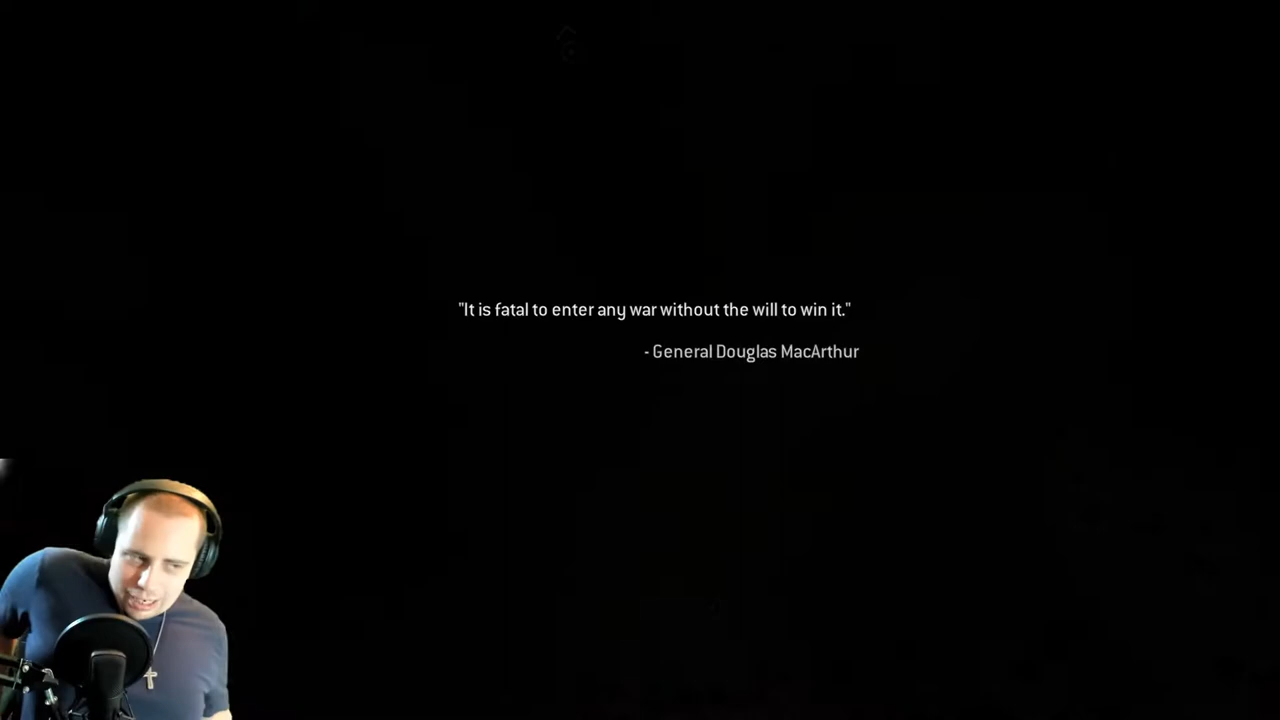 "It is fatal to enter any war without the will to win it."
- General Douglas MacArthur